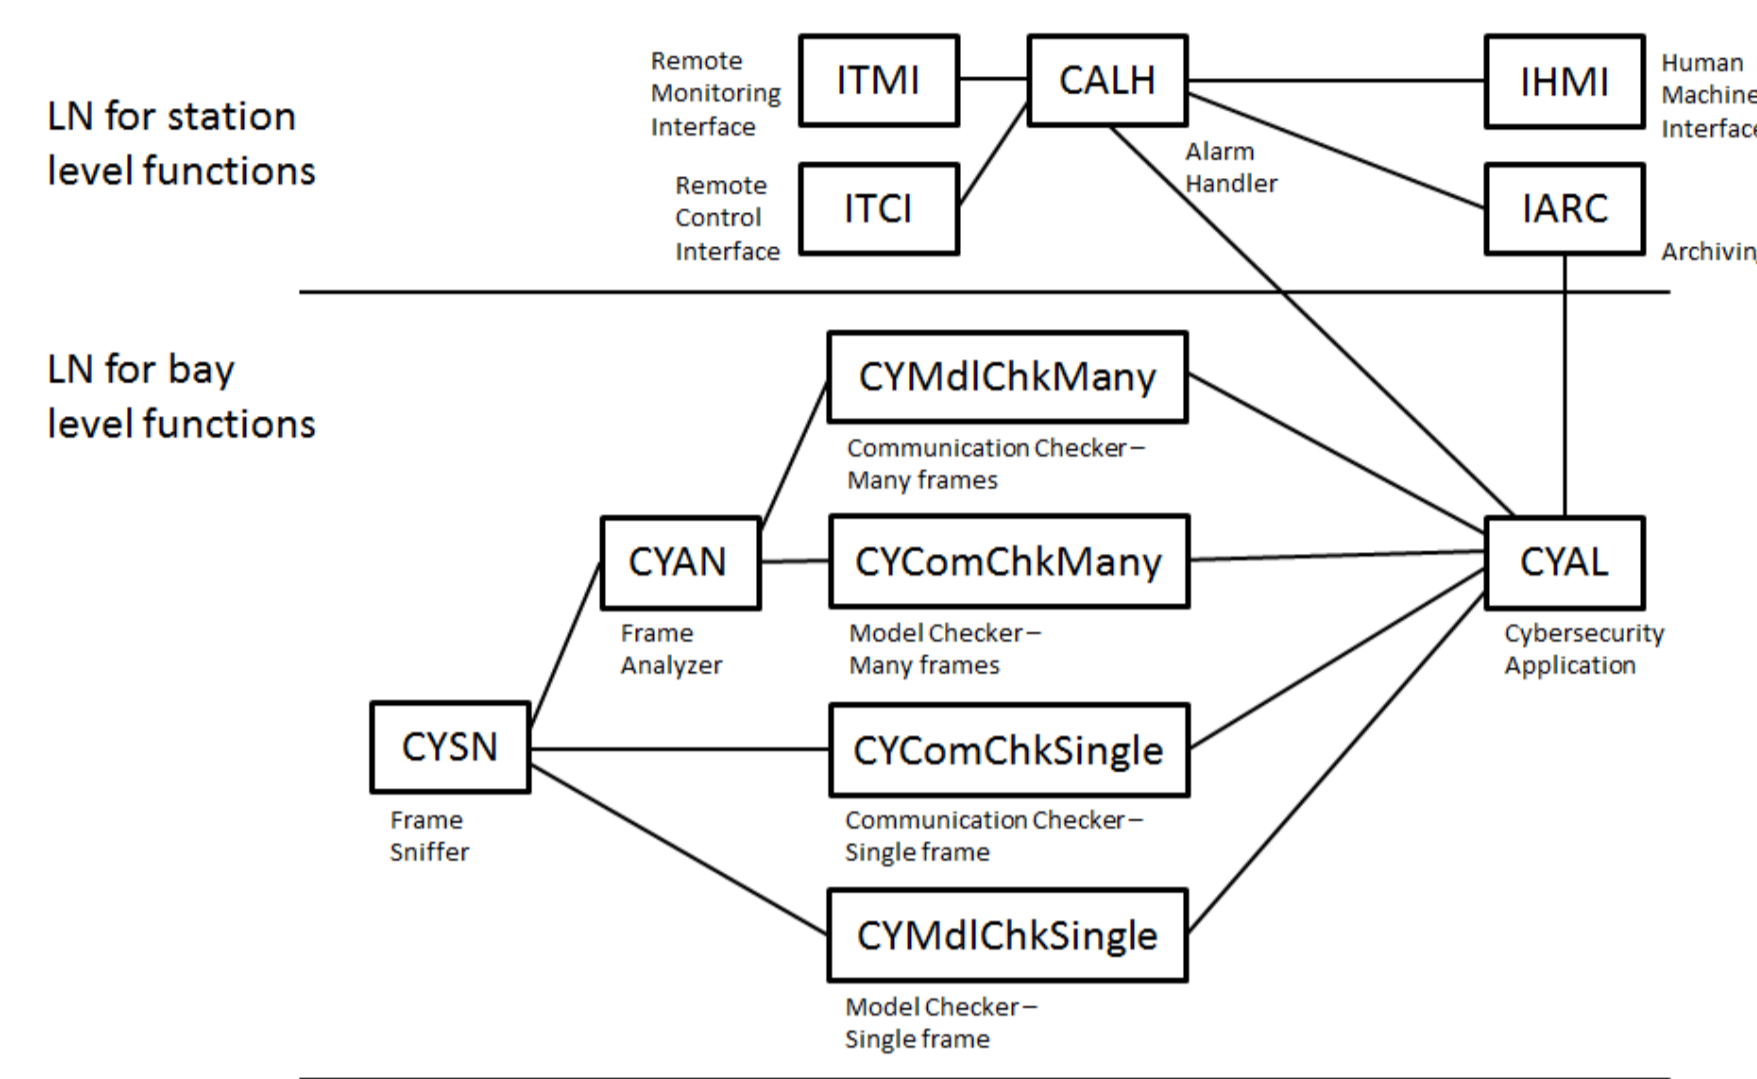 LN for station
level functions
Remote
Monitoring
Interface
ITMI
CALH
IHMI
Human
Machine
Interface
Alarm
Handler
Remote
Control
Interface
ITCI
IARC
Archivin
LN for bay
level functions
CYMdlChkMany
Communication Checker–
Many frames
CYAN
Frame
Analyzer
CYComChkMany
Model Checker–
Many frames
CYAL
Cybersecurity
Application
CYSN
Frame
Sniffer
CYComChkSingle
Communication Checker–
Single frame
CYMdlChkSingle
Model Checker–
Single frame